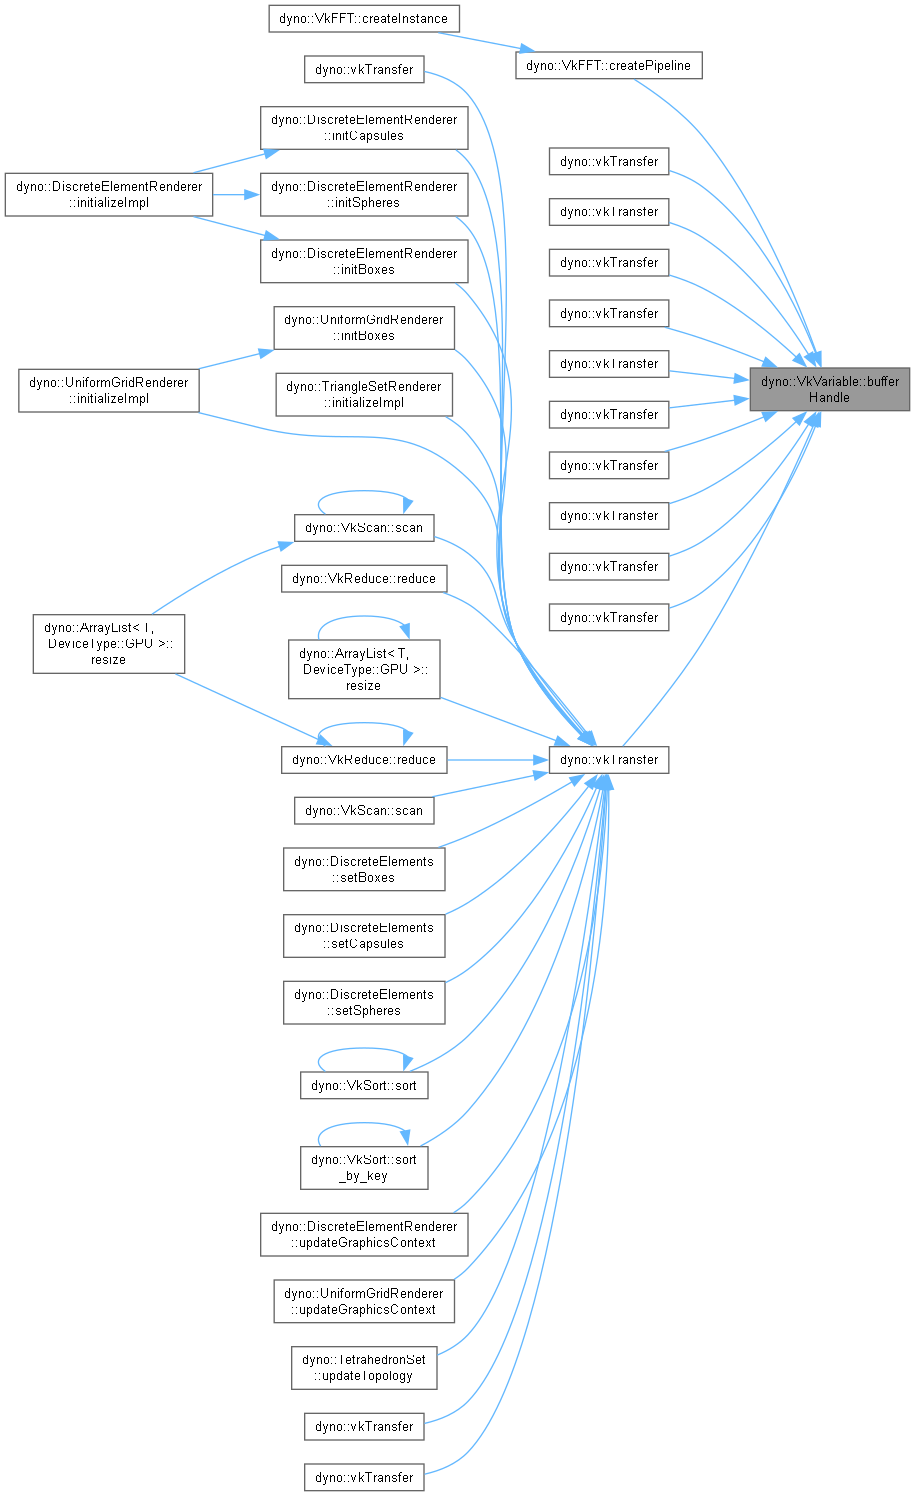 dyno::VkFFT::createInstance
dyno::VkFFT::createPipeline
dyno::vkTransfer
dyno::DiscreteElementRenderer
::initCapsules
dyno::DiscreteElementRenderer
::initializeImpl
dyno::DiscreteElementRenderer
::initSpheres
dyno::DiscreteElementRenderer
::initBoxes
dyno::UniformGridRenderer
::initBoxes
dyno::UniformGridRenderer
::initializeImpl
dyno::TriangleSetRenderer
::initializeImpl
dyno::vkTransfer
dyno::vkTransfer
dyno::vkTransfer
dyno::vkTransfer
dyno::vkTransfer
dyno::VkVariable::buffer
Handle
dyno::vkTransfer
dyno::vkTransfer
dyno::vkTransfer
dyno::vkTransfer
dyno::vkTransfer
dyno::VkScan::scan
dyno::VkReduce::reduce
dyno::ArrayList< T,
DeviceType::GPU >::
resize
dyno::ArrayList< T,
DeviceType::GPU >::
resize
dyno::VkReduce::reduce
dyno::vkTransfer
dyno::VkScan::scan
dyno::DiscreteElements
::setBoxes
dyno::DiscreteElements
::setCapsules
dyno::DiscreteElements
::setSpheres
dyno::VkSort::sort
dyno::VkSort::sort
_by_key
dyno::DiscreteElementRenderer
::updateGraphicsContext
dyno::UniformGridRenderer
::updateGraphicsContext
dyno::TetrahedronSet
::updateTopology
dyno::vkTransfer
dyno::vkTransfer